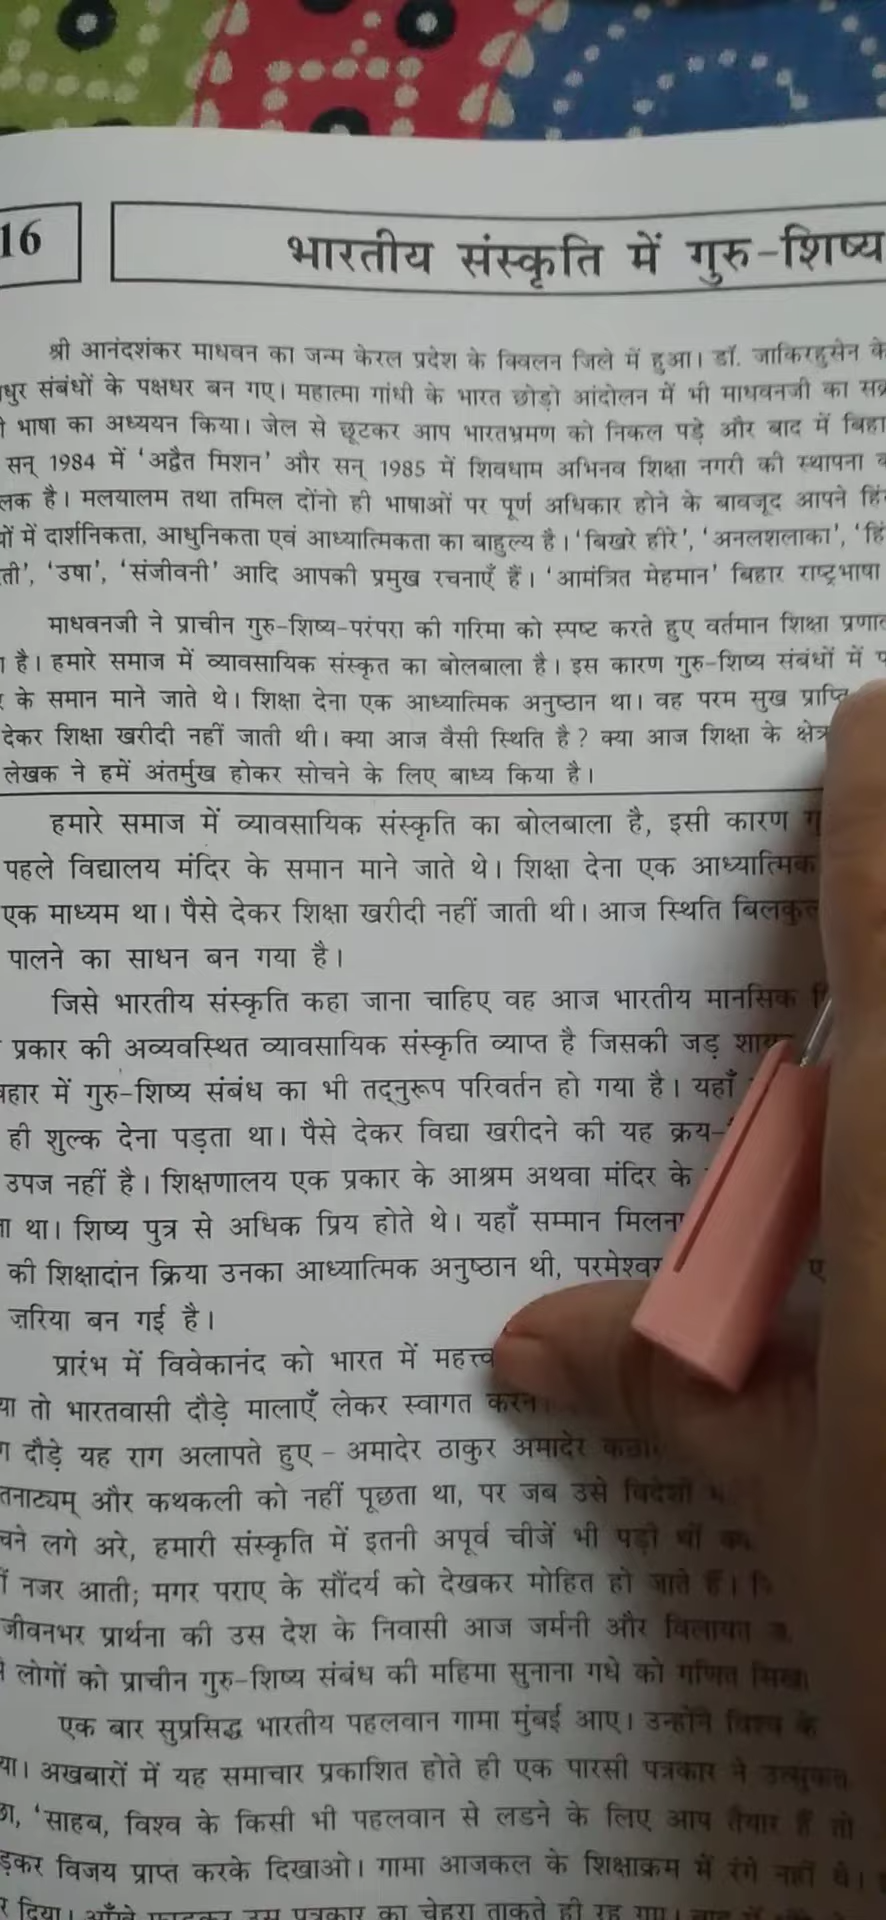 16
भारतीय संस्कृति में गुरु-शिष्य
श्री आनंदशंकर माधवन का जन्म केरल प्रदेश के क्विलन जिले में हुआ। डॉ. जाकिरहुसेन के
संबंधों के पक्षधर बन गए। महात्मा गांधी के भारत छोड़ो आंदोलन में भी माधवनजी का
भाषा का अध्ययन किया। जेल से छूटकर आप भारतभ्रमण को निकल पड़े और बाद में
सन् 1984 में 'अद्वैत मिशन' और सन् 1985 में शिवधाम अभिनव शिक्षा नगरी की स्थापना
है। मलयालम तथा तमिल दोंनो ही भाषाओं पर पूर्ण अधिकार होने के बावजूद आपने
में दार्शनिकता, आधुनिकता एवं आध्यात्मिकता का बाहुल्य है। 'बिखरे हीरे', 'अनलशलाका',
'उषा', 'संजीवनी' आदि आपकी प्रमुख रचनाएँ हैं। 'आमंत्रित मेहमान' बिहार राष्ट्रभाषा
माधवनजी ने प्राचीन गुरु-शिष्य-परंपरा की गरिमा को स्पष्ट करते हुए वर्तमान शिक्षा
है। हमारे समाज में व्यावसायिक संस्कृत का बोलबाला है। इस कारण गुरु-शिष्य संबंधों में
के समान माने जाते थे। शिक्षा देना एक आध्यात्मिक अनुष्ठान था। वह परम सुख प्राप्ति
देकर शिक्षा खरीदी नहीं जाती थी। क्या आज वैसी स्थिति है? क्या आज शिक्षा के क्षेत्र
लेखक ने हमें अंतर्मुख होकर सोचने के लिए बाध्य किया है।
हमारे समाज में व्यावसायिक संस्कृति का बोलबाला है, इसी कारण
पहले विद्यालय मंदिर के समान माने जाते थे। शिक्षा देना एक आध्यात्मिक
एक माध्यम था। पैसे देकर शिक्षा खरीदी नहीं जाती थी। आज स्थिति बिलकुल
पालने का साधन बन गया है।
जिसे भारतीय संस्कृति कहा जाना चाहिए वह आज भारतीय मानसिक
प्रकार की अव्यवस्थित व्यावसायिक संस्कृति व्याप्त है जिसकी जड़
में गुरु-शिष्य संबंध का भी तद्नुरूप परिवर्तन हो गया है। यहाँ
ही शुल्क देना पड़ता था। पैसे देकर विद्या खरीदने की यह क्रय-
उपज नहीं है। शिक्षणालय एक प्रकार के आश्रम अथवा मंदिर के
था। शिष्य पुत्र से अधिक प्रिय होते थे। यहाँ सम्मान मिलना
की शिक्षादांन क्रिया उनका आध्यात्मिक अनुष्ठान थी, परमेश्वर
ज़रिया बन गई है।
प्रारंभ में विवेकानंद को भारत में
तो भारतवासी दौड़े मालाएँ लेकर स्वागत करने
दौड़े यह राग अलापते हुए - अमादेर ठाकुर अमादेर
और कथकली को नहीं पूछता था, पर जब उसे विदेशों
लगे अरे, हमारी संस्कृति में इतनी अपूर्व चीजें भी पड़ी थीं
नजर आती; मगर पराए के सौंदर्य को देखकर मोहित हो जाते हैं।
जीवनभर प्रार्थना की उस देश के निवासी आज जर्मनी और विलायत
लोगों को प्राचीन गुरु-शिष्य संबंध की महिमा सुनाना गधे को गणित
एक बार सुप्रसिद्ध भारतीय पहलवान गामा मुंबई आए। उन्होंने विश्व के
अखबारों में यह समाचार प्रकाशित होते ही एक पारसी पत्रकार ने
'साहब, विश्व के किसी भी पहलवान से लडने के लिए आप तैयार हैं तो
विजय प्राप्त करके दिखाओ। गामा आजकल के शिक्षाक्रम में रंगे नहीं थे।
दिया। आँखें फाडकर उस पत्रकार का चेहरा ताकते ही रह गए।